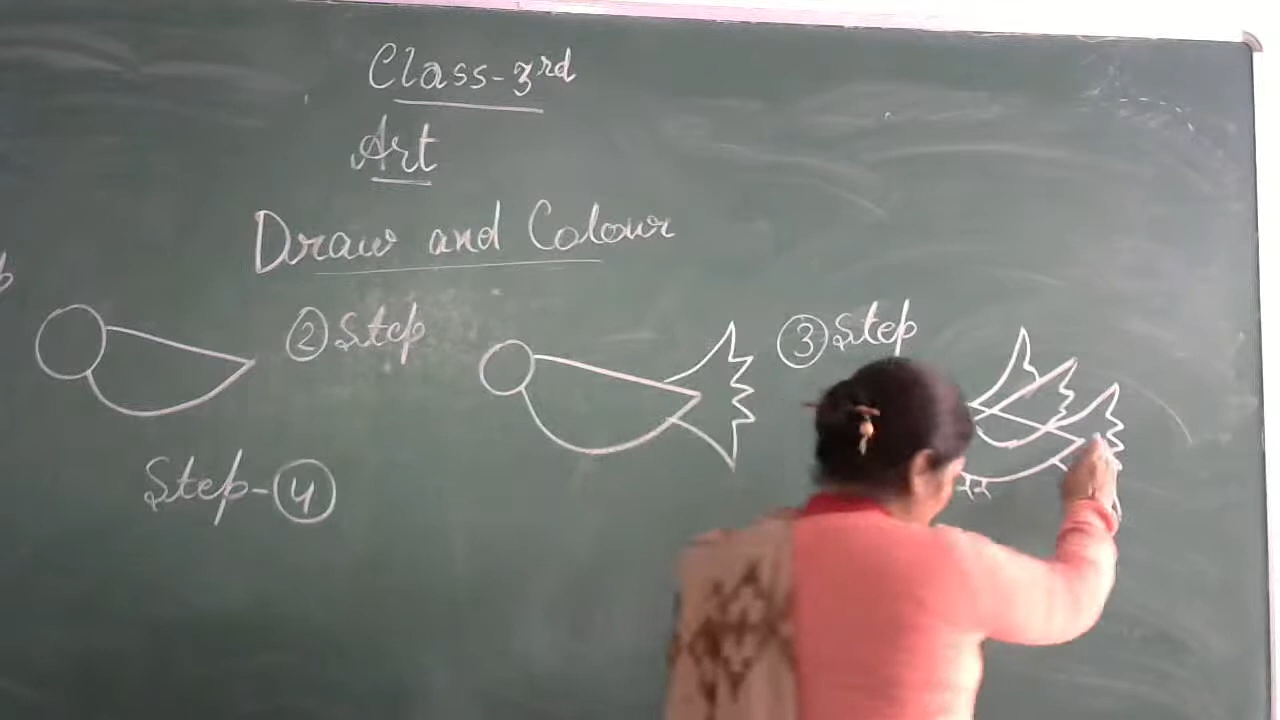 Class-3rd
Art
Draw and Colour
② Step
③ Step
Step-④